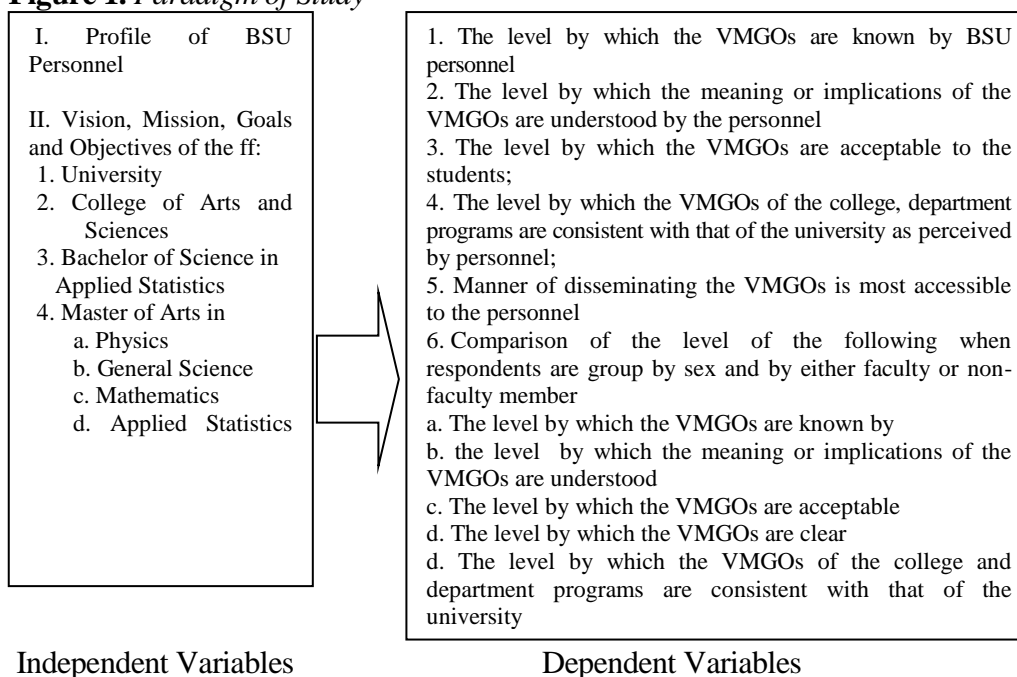 Figure 1. Paradigm of Study
I. Profile of BSU
Personnel
II. Vision, Mission, Goals
and Objectives of the ff:
1. University
2. College of Arts and
Sciences
3. Bachelor of Science in
Applied Statistics
4. Master of Arts in
a. Physics
b. General Science
c. Mathematics
d. Applied Statistics
1. The level by which the VMGOs are known by BSU
personnel
2. The level by which the meaning or implications of the
VMGOs are understood by the personnel
3. The level by which the VMGOs are acceptable to the
students;
4. The level by which the VMGOs of the college, department
programs are consistent with that of the university as perceived
by personnel;
5. Manner of disseminating the VMGOs is most accessible
to the personnel
6. Comparison of the level of the following when
respondents are group by sex and by either faculty or non-
faculty member
a. The level by which the VMGOs are known by
b. the level by which the meaning or implications of the
VMGOs are understood
c. The level by which the VMGOs are acceptable
d. The level by which the VMGOs are clear
d. The level by which the VMGOs of the college and
department programs are consistent with that of the
university
Independent Variables
Dependent Variables